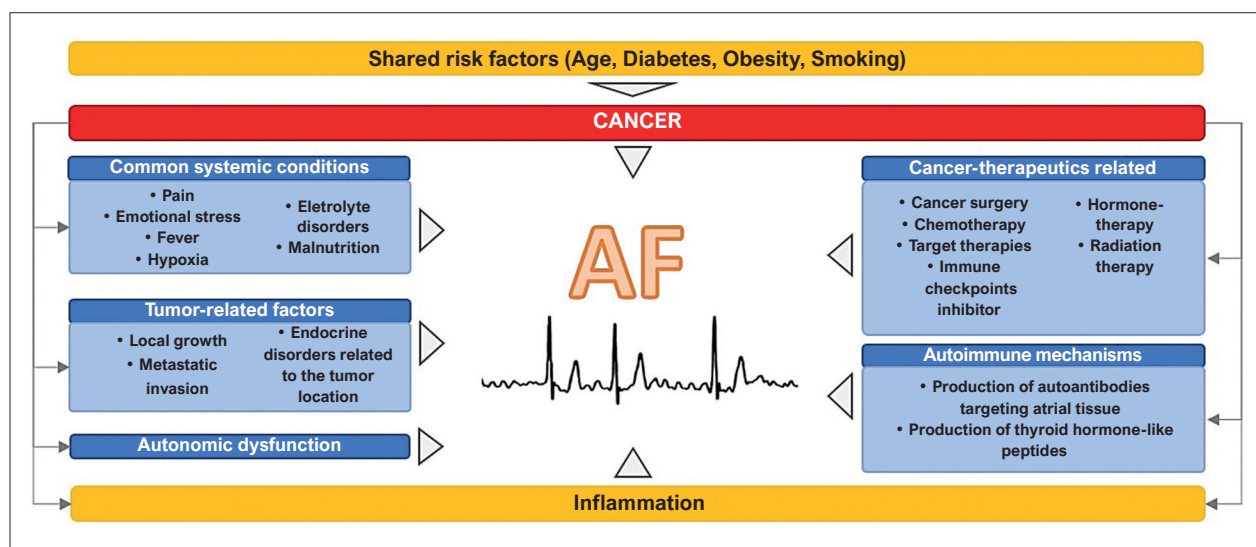 Shared risk factors (Age, Diabetes, Obesity, Smoking)
CANCER
Common systemic conditions
• Pain
• Emotional stress
• Fever
• Hypoxia
• Eletrolyte
disorders
• Malnutrition
Tumor-related factors
• Local growth
• Metastatic
invasion
• Endocrine
disorders related
to the tumor
location
Autonomic dysfunction
AF
Cancer-therapeutics related
• Cancer surgery
• Chemotherapy
• Target therapies
• Immune
checkpoints
inhibitor
• Hormone-
therapy
• Radiation
therapy
Autoimmune mechanisms
• Production of autoantibodies
targeting atrial tissue
• Production of thyroid hormone-like
peptides
Inflammation